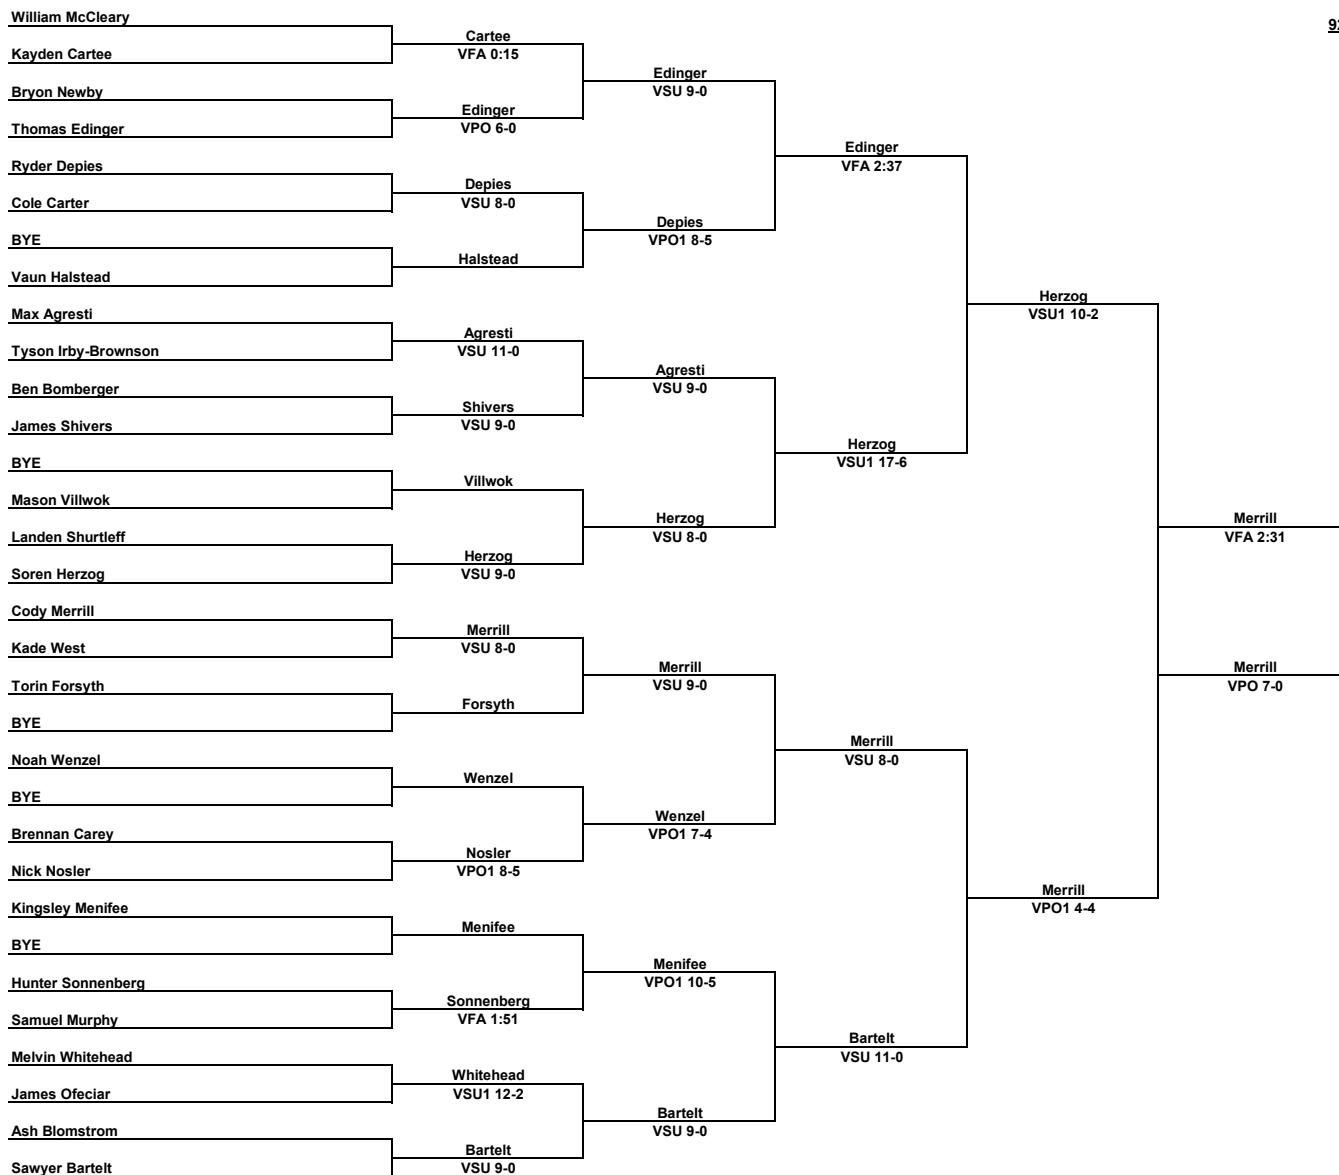 William McCleary
Kayden Cartee
Bryon Newby
Thomas Edinger
Ryder Depies
Cole Carter
BYE
Vaun Halstead
Max Agresti
Tyson Irby-Brownson
Ben Bomberger
James Shivers
BYE
Mason Villwok
Landen Shurtleff
Soren Herzog
Cody Merrill
Kade West
Torin Forsyth
BYE
Noah Wenzel
BYE
Brennan Carey
Nick Nosler
Kingsley Menifee
BYE
Hunter Sonnenberg
Samuel Murphy
Melvin Whitehead
James Ofeciar
Ash Blomstrom
Sawyer Bartelt
Cartee
VFA 0:15
Edinger
VPO 6-0
Depies
VSU 8-0
Halstead
Agresti
VSU 11-0
Shivers
VSU 9-0
Villwok
Herzog
VSU 9-0
Merrill
VSU 8-0
Forsyth
Wenzel
Nosler
VPO1 8-5
Menifee
Sonnenberg
VFA 1:51
Whitehead
VSU1 12-2
Bartelt
VSU 9-0
Edinger
VSU 9-0
Depies
VPO1 8-5
Agresti
VSU 9-0
Herzog
VSU 8-0
Merrill
VSU 9-0
Wenzel
VPO1 7-4
Menifee
VPO1 10-5
Bartelt
VSU 9-0
Edinger
VFA 2:37
Herzog
VSU1 17-6
Merrill
VSU 8-0
Bartelt
VSU 11-0
Herzog
VSU1 10-2
Merrill
VPO1 4-4
Merrill
VFA 2:31
Merrill
VPO 7-0